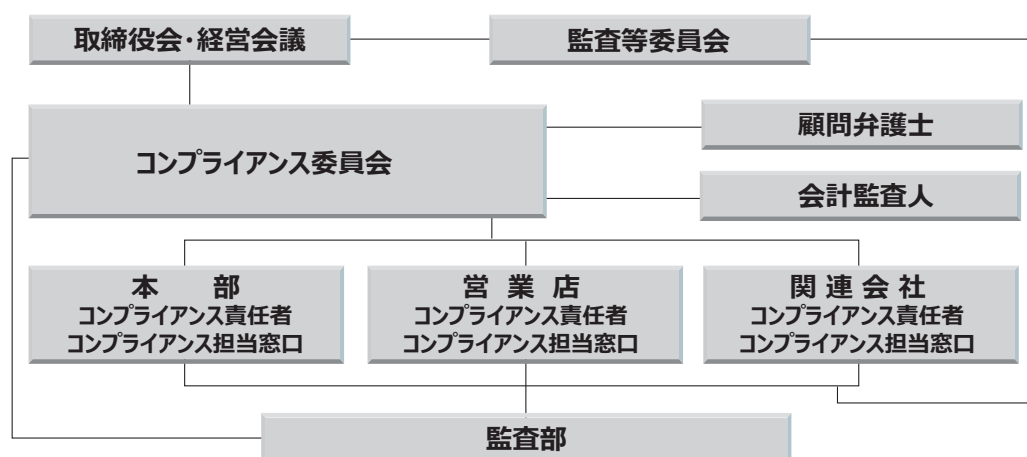 取締役会・経営会議
監査等委員会
顧問弁護士
コンプライアンス委員会
会計監査人
本　　部
コンプライアンス責任者
コンプライアンス担当窓口
営 業 店
コンプライアンス責任者
コンプライアンス担当窓口
関 連 会 社
コンプライアンス責任者
コンプライアンス担当窓口
監査部